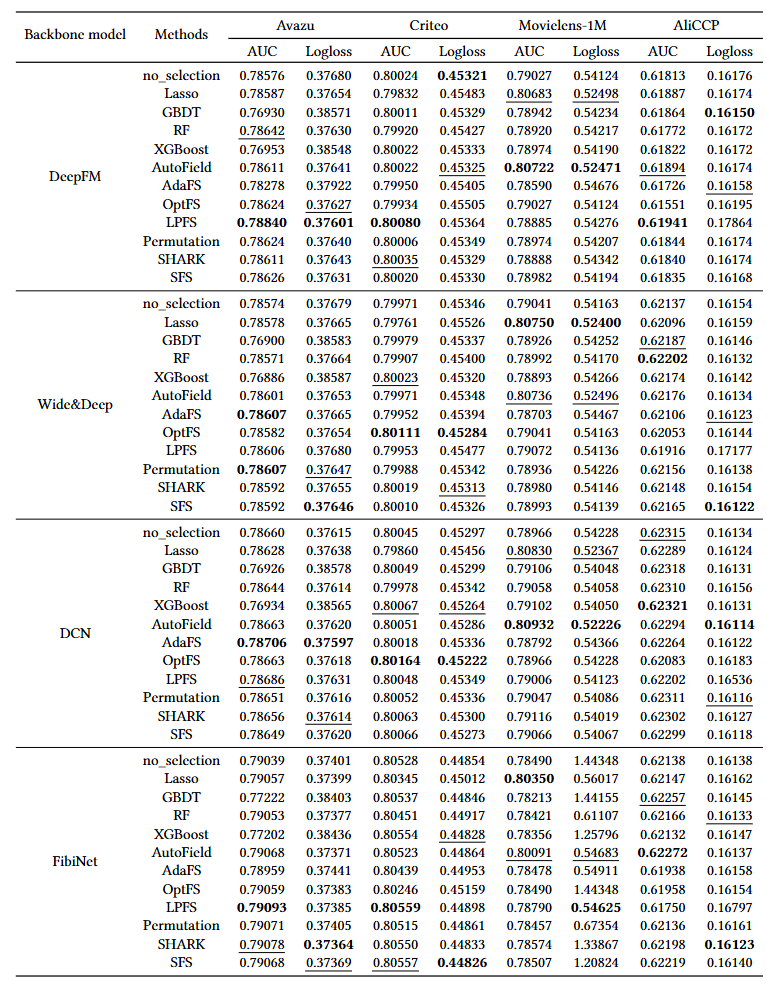 Backbone model Methods Avazu Criteo Movielens-1M AliCCP
AUC Logloss AUC Logloss AUC Logloss AUC Logloss
no_selection 0.78576 0.37680 0.80024 0.45321 0.79027 0.54124 0.61813 0.16176
Lasso 0.78587 0.37654 0.79832 0.45483 0.80683 0.52498 0.61887 0.16174
GBDT 0.76930 0.38571 0.80011 0.45329 0.78942 0.54234 0.61864 0.16150
RF 0.78642 0.37630 0.79920 0.45427 0.78920 0.54217 0.61772 0.16172
XGBoost 0.76953 0.38548 0.80022 0.45333 0.78974 0.54190 0.61822 0.16172
DeepFM AutoField 0.78611 0.37641 0.80022 0.45325 0.80722 0.52471 0.61894 0.16174
AdaFS 0.78278 0.37922 0.79950 0.45405 0.78590 0.54676 0.61726 0.16158
OptFS 0.78624 0.37627 0.79934 0.45505 0.79027 0.54124 0.61551 0.16195
LPFS 0.78840 0.37601 0.80080 0.45364 0.78885 0.54276 0.61941 0.17864
Permutation 0.78624 0.37640 0.80006 0.45349 0.78974 0.54207 0.61844 0.16174
SHARK 0.78611 0.37643 0.80035 0.45329 0.78888 0.54342 0.61840 0.16174
SFS 0.78626 0.37631 0.80020 0.45330 0.78982 0.54194 0.61835 0.16168
no_selection 0.78574 0.37679 0.79971 0.45346 0.79041 0.54163 0.62137 0.16154
Lasso 0.78578 0.37665 0.79761 0.45526 0.80750 0.52400 0.62096 0.16159
GBDT 0.76900 0.38583 0.79979 0.45337 0.78926 0.54252 0.62187 0.16146
RF 0.78571 0.37664 0.79907 0.45400 0.78992 0.54170 0.62202 0.16132
XGBoost 0.76886 0.38587 0.80023 0.45320 0.78893 0.54266 0.62174 0.16142
Wide&Deep AutoField 0.78601 0.37653 0.79971 0.45348 0.80736 0.52496 0.62176 0.16134
AdaFS 0.78607 0.37665 0.79952 0.45394 0.78703 0.54467 0.62106 0.16123
OptFS 0.78582 0.37654 0.80111 0.45284 0.79041 0.54163 0.62053 0.16144
LPFS 0.78606 0.37680 0.79953 0.45477 0.79072 0.54136 0.61916 0.17177
Permutation 0.78607 0.37647 0.79988 0.45342 0.78936 0.54226 0.62156 0.16138
SHARK 0.78592 0.37655 0.80019 0.45313 0.78980 0.54146 0.62148 0.16154
SFS 0.78592 0.37646 0.80010 0.45326 0.78993 0.54139 0.62165 0.16122
no_selection 0.78660 0.37615 0.80045 0.45297 0.78966 0.54228 0.62315 0.16134
Lasso 0.78628 0.37638 0.79860 0.45456 0.80830 0.52367 0.62289 0.16124
GBDT 0.76926 0.38578 0.80049 0.45299 0.79106 0.54048 0.62318 0.16131
RF 0.78644 0.37614 0.79978 0.45342 0.79058 0.54058 0.62310 0.16156
XGBoost 0.76934 0.38565 0.80067 0.45264 0.79102 0.54050 0.62321 0.16131
DCN AutoField 0.78663 0.37620 0.80051 0.45286 0.80932 0.52226 0.62294 0.16114
AdaFS 0.78706 0.37597 0.80018 0.45336 0.78792 0.54366 0.62264 0.16122
OptFS 0.78663 0.37618 0.80164 0.45222 0.78966 0.54228 0.62083 0.16183
LPFS 0.78686 0.37631 0.80048 0.45349 0.79006 0.54123 0.62202 0.16536
Permutation 0.78651 0.37616 0.80052 0.45336 0.79047 0.54086 0.62311 0.16116
SHARK 0.78656 0.37614 0.80063 0.45300 0.79116 0.54019 0.62302 0.16127
SFS 0.78649 0.37620 0.80066 0.45273 0.79066 0.54067 0.62299 0.16118
no_selection 0.79039 0.37401 0.80528 0.44854 0.78490 1.44348 0.62138 0.16138
Lasso 0.79057 0.37399 0.80345 0.45012 0.80350 0.56017 0.62147 0.16162
GBDT 0.77222 0.38403 0.80537 0.44846 0.78213 1.44155 0.62257 0.16145
RF 0.79053 0.37377 0.80451 0.44917 0.78421 0.61107 0.62166 0.16133
XGBoost 0.77202 0.38436 0.80554 0.44828 0.78356 1.25796 0.62132 0.16147
FibiNet AutoField 0.79068 0.37371 0.80523 0.44864 0.80091 0.54683 0.62272 0.16137
AdaFS 0.78959 0.37441 0.80439 0.44953 0.78478 0.54911 0.61938 0.16158
OptFS 0.79059 0.37383 0.80246 0.45159 0.78490 1.44348 0.61958 0.16154
LPFS 0.79093 0.37385 0.80559 0.44898 0.78790 0.54625 0.61750 0.16797
Permutation 0.79071 0.37405 0.80515 0.44861 0.78457 0.67354 0.62136 0.16161
SHARK 0.79078 0.37364 0.80550 0.44833 0.78574 1.33867 0.62198 0.16123
SFS 0.79068 0.37369 0.80557 0.44826 0.78507 1.20824 0.62219 0.16140